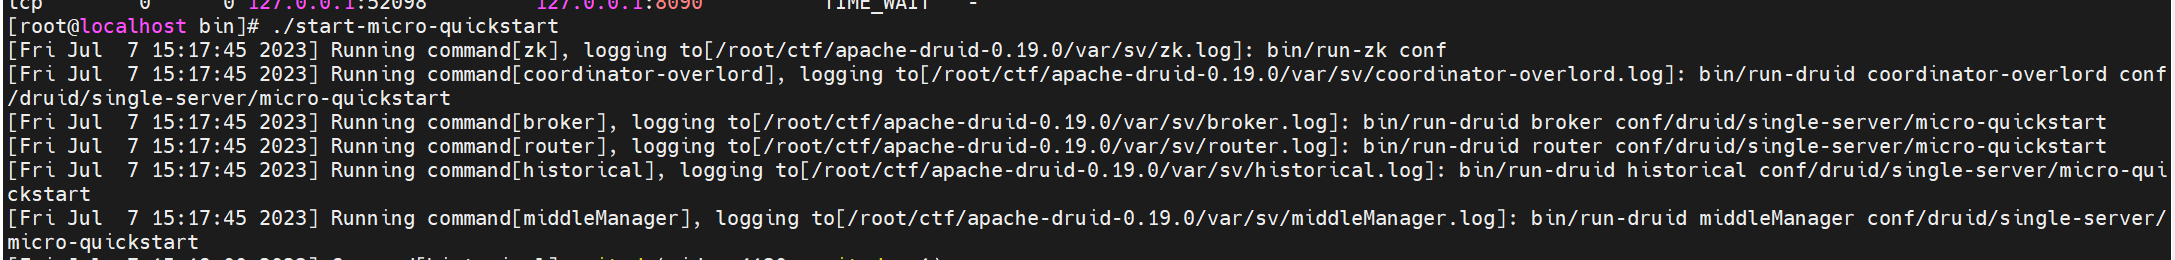 tcp        0      0 127.0.0.1:52098         127.0.0.1:8090          TIME_WAIT   -
[root@localhost bin]# ./start-micro-quickstart
[Fri Jul  7 15:17:45 2023] Running command[zk], logging to[/root/ctf/apache-druid-0.19.0/var/sv/zk.log]: bin/run-zk conf
[Fri Jul  7 15:17:45 2023] Running command[coordinator-overlord], logging to[/root/ctf/apache-druid-0.19.0/var/sv/coordinator-overlord.log]: bin/run-druid coordinator-overlord conf
/druid/single-server/micro-quickstart
[Fri Jul  7 15:17:45 2023] Running command[broker], logging to[/root/ctf/apache-druid-0.19.0/var/sv/broker.log]: bin/run-druid broker conf/druid/single-server/micro-quickstart
[Fri Jul  7 15:17:45 2023] Running command[router], logging to[/root/ctf/apache-druid-0.19.0/var/sv/router.log]: bin/run-druid router conf/druid/single-server/micro-quickstart
[Fri Jul  7 15:17:45 2023] Running command[historical], logging to[/root/ctf/apache-druid-0.19.0/var/sv/historical.log]: bin/run-druid historical conf/druid/single-server/micro-qui
ckstart
[Fri Jul  7 15:17:45 2023] Running command[middleManager], logging to[/root/ctf/apache-druid-0.19.0/var/sv/middleManager.log]: bin/run-druid middleManager conf/druid/single-server/
micro-quickstart